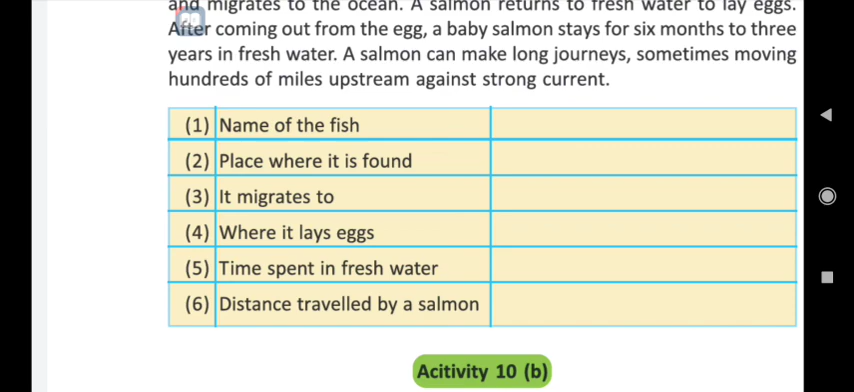 and migrates to the ocean. A salmon returns to fresh water to lay eggs.
After coming out from the egg, a baby salmon stays for six months to three
years in fresh water. A salmon can make long journeys, sometimes moving
hundreds of miles upstream against strong current.
(1) Name of the fish
(2) Place where it is found
(3) It migrates to
(4) Where it lays eggs
(5) Time spent in fresh water
(6) Distance travelled by a salmon
Acitivity 10 (b)